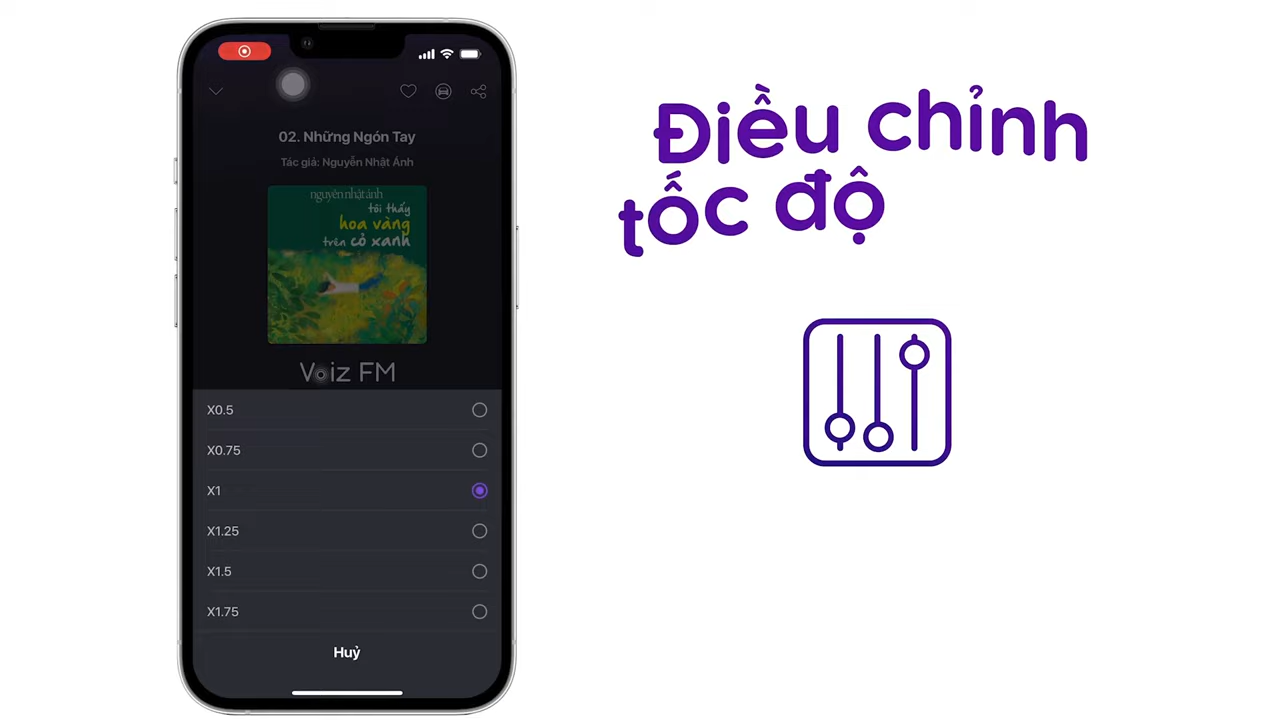 02. Những Ngón Tay
Tác giả: Nguyễn Nhật Ánh
nguyễn nhật ánh
tôi thấy
hoa vàng
trên cỏ xanh
Voiz FM
X0.5
X0.75
X1
X1.25
X1.5
X1.75
Huỷ
Điều chỉnh
tốc độ